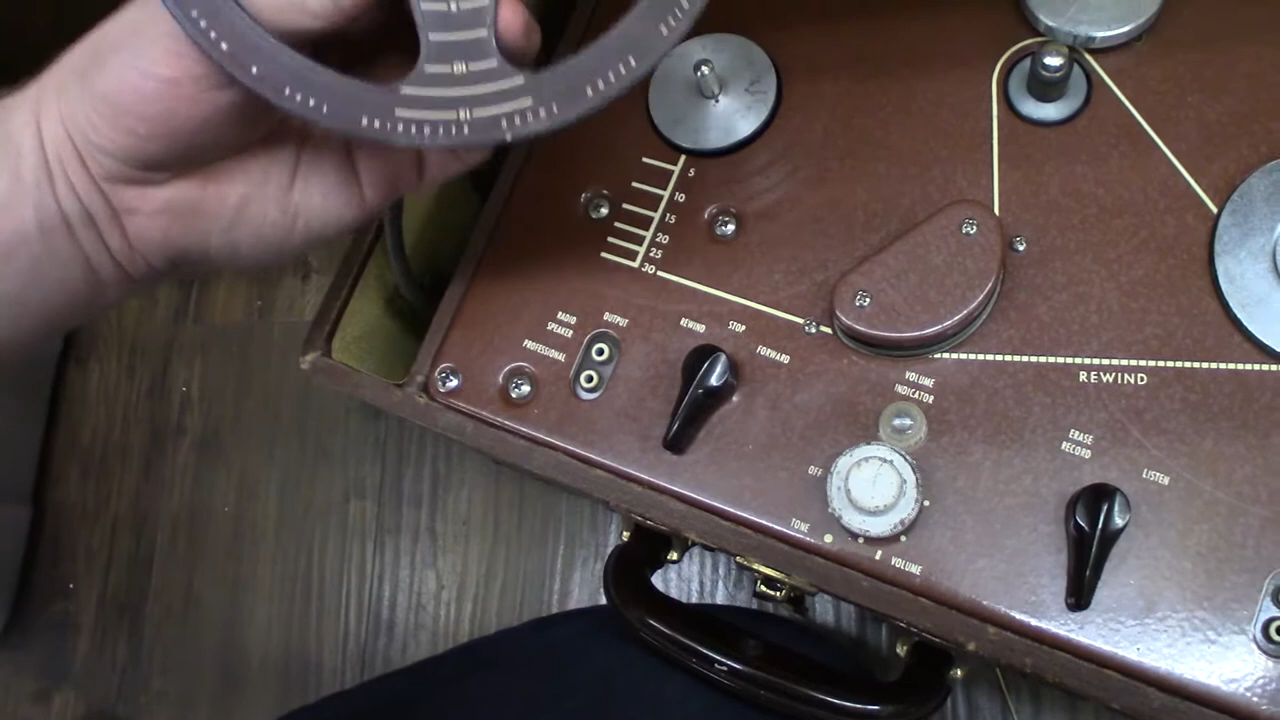 5
10
15
20
25
30
RADIO
SPEAKER
OUTPUT
PROFESSIONAL
REWIND
STOP
FORWARD
REWIND
VOLUME
INDICATOR
ERASE
RECORD
LISTEN
OFF
TONE
VOLUME